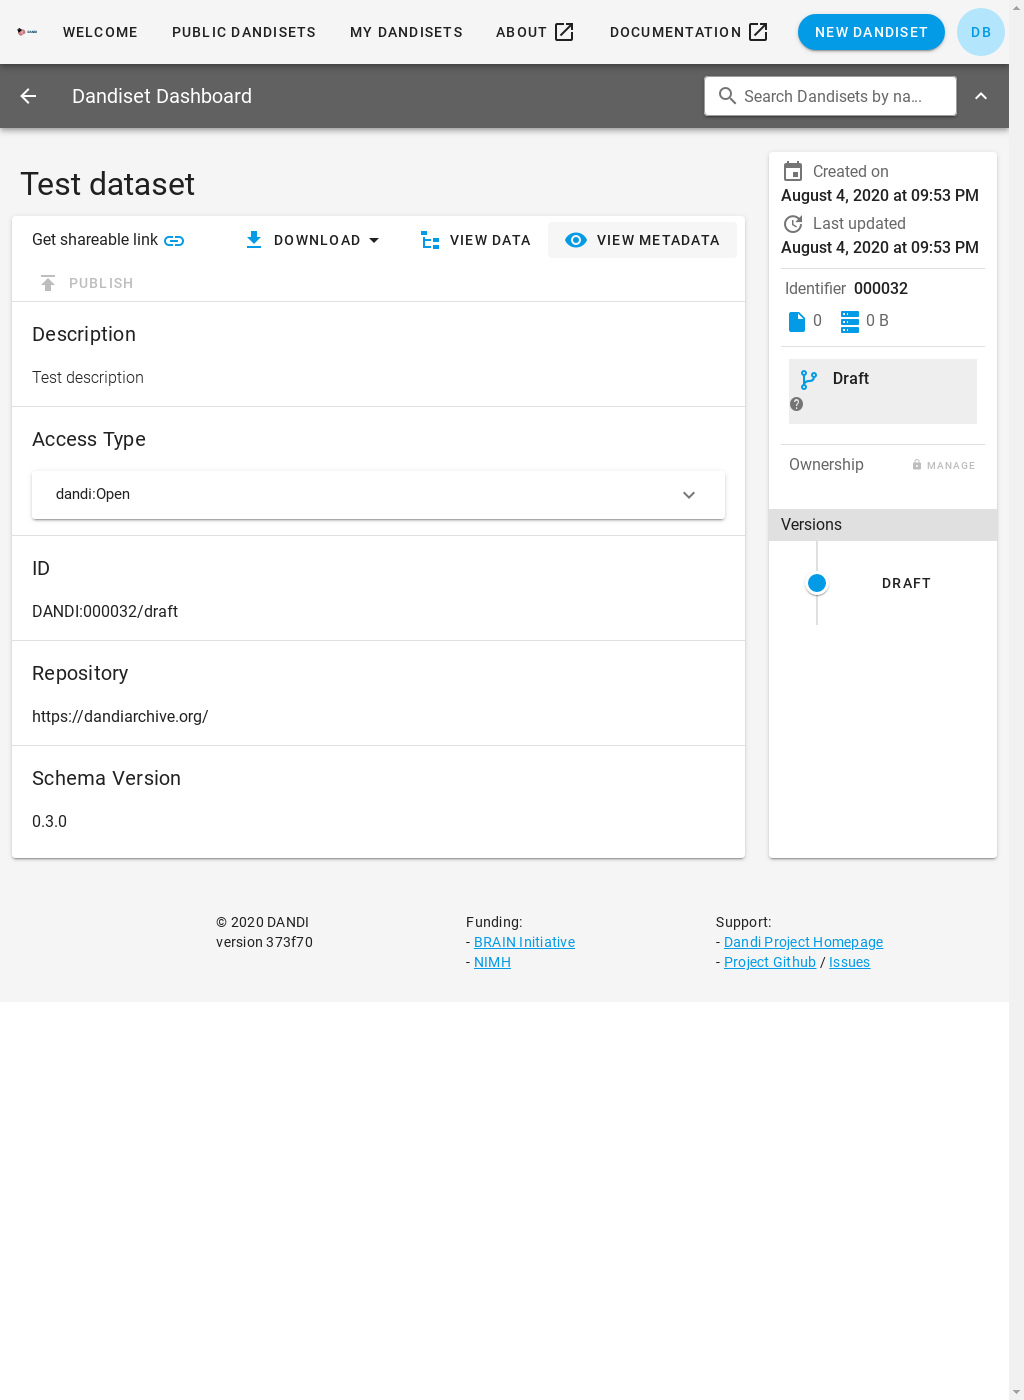 WELCOME PUBLIC DANDISETS MY DANDISETS ABOUT DOCUMENTATION NEW DANDISET DB
Dandiset Dashboard Search Dandisets by na...
Test dataset
Get shareable link DOWNLOAD VIEW DATA VIEW METADATA
PUBLISH
Description
Test description
Access Type
dandi:Open
ID
DANDI:000032/draft
Repository
https://dandiarchive.org/
Schema Version
0.3.0
Created on
August 4, 2020 at 09:53 PM
Last updated
August 4, 2020 at 09:53 PM
Identifier 000032
0 0 B
Draft
Ownership MANAGE
Versions
DRAFT
© 2020 DANDI
version 373f70
Funding:
- BRAIN Initiative
- NIMH
Support:
- Dandi Project Homepage
- Project Github / Issues